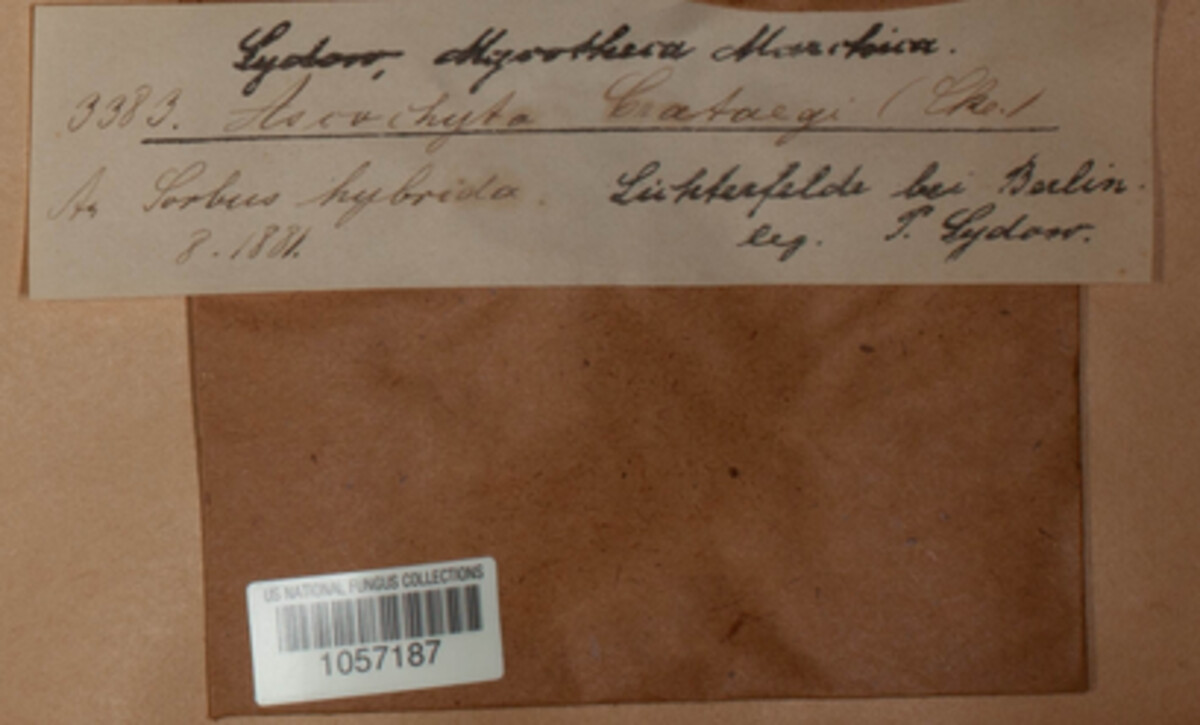 Sydow, Mycotheca Marchica.
3383. Ascochyta Crataegi (Cke.)
An Sorbus hybrida. Lichterfelde bei Berlin.
8. 1881. leg. P. Sydow.
US NATIONAL FUNGUS COLLECTIONS
1057187